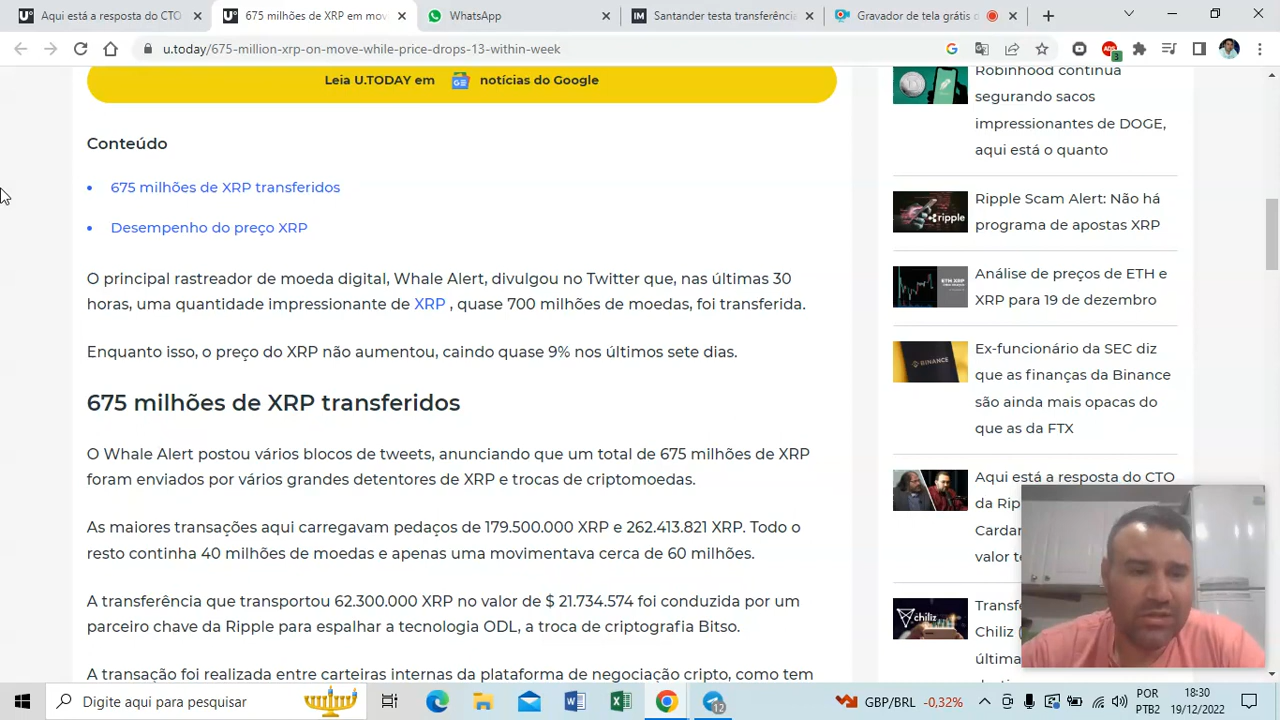 Aqui está a resposta do CTO
675 milhões de XRP em mov
WhatsApp
Santander testa transferência
Gravador de tela grátis o
u.today/675-million-xrp-on-move-while-price-drops-13-within-week
Leia U.TODAY em notícias do Google
Conteúdo
• 675 milhões de XRP transferidos
• Desempenho do preço XRP
O principal rastreador de moeda digital, Whale Alert, divulgou no Twitter que, nas últimas 30
horas, uma quantidade impressionante de XRP , quase 700 milhões de moedas, foi transferida.
Enquanto isso, o preço do XRP não aumentou, caindo quase 9% nos últimos sete dias.
675 milhões de XRP transferidos
O Whale Alert postou vários blocos de tweets, anunciando que um total de 675 milhões de XRP
foram enviados por vários grandes detentores de XRP e trocas de criptomoedas.
As maiores transações aqui carregavam pedaços de 179.500.000 XRP e 262.413.821 XRP. Todo o
resto continha 40 milhões de moedas e apenas uma movimentava cerca de 60 milhões.
A transferência que transportou 62.300.000 XRP no valor de $ 21.734.574 foi conduzida por um
parceiro chave da Ripple para espalhar a tecnologia ODL, a troca de criptografia Bitso.
A transação foi realizada entre carteiras internas da plataforma de negociação cripto, como tem
Robinhood continua
segurando sacos
impressionantes de DOGE,
aqui está o quanto
ripple
Ripple Scam Alert: Não há
programa de apostas XRP
ETH XRP
Análise de preços de ETH e
XRP para 19 de dezembro
BINANCE
Ex-funcionário da SEC diz
que as finanças da Binance
são ainda mais opacas do
que as da FTX
Aqui está a resposta do CTO
da Rip
Cardar
valor to
chiliz
Transfe
Chiliz (
última
Digite aqui para pesquisar
12
GBP/BRL -0,32%
POR
PTB2
18:30
19/12/2022